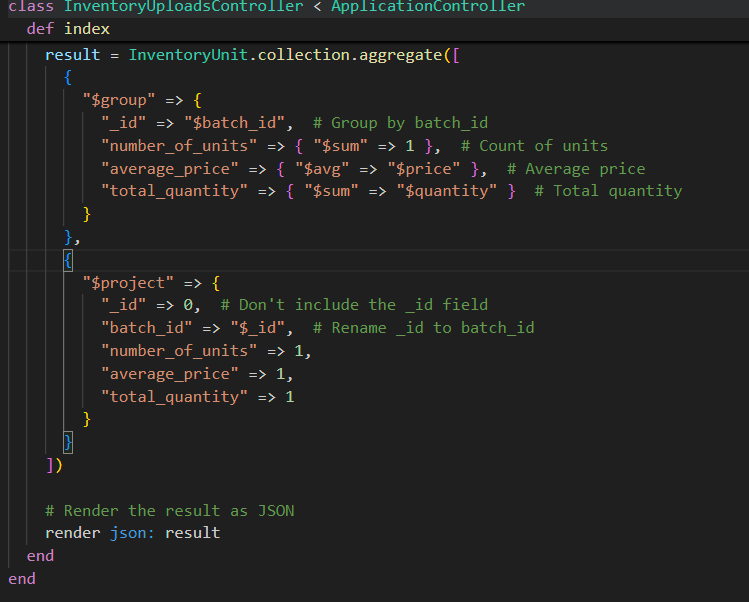 class InventoryUploadsController < ApplicationController
  def index
    result = InventoryUnit.collection.aggregate([
      {
        "$group" => {
          "_id" => "$batch_id",  # Group by batch_id
          "number_of_units" => { "$sum" => 1 },  # Count of units
          "average_price" => { "$avg" => "$price" },  # Average price
          "total_quantity" => { "$sum" => "$quantity" }  # Total quantity
        }
      },
      {
        "$project" => {
          "_id" => 0,  # Don't include the _id field
          "batch_id" => "$_id",  # Rename _id to batch_id
          "number_of_units" => 1,
          "average_price" => 1,
          "total_quantity" => 1
        }
      }
    ])

    # Render the result as JSON
    render json: result
  end
end